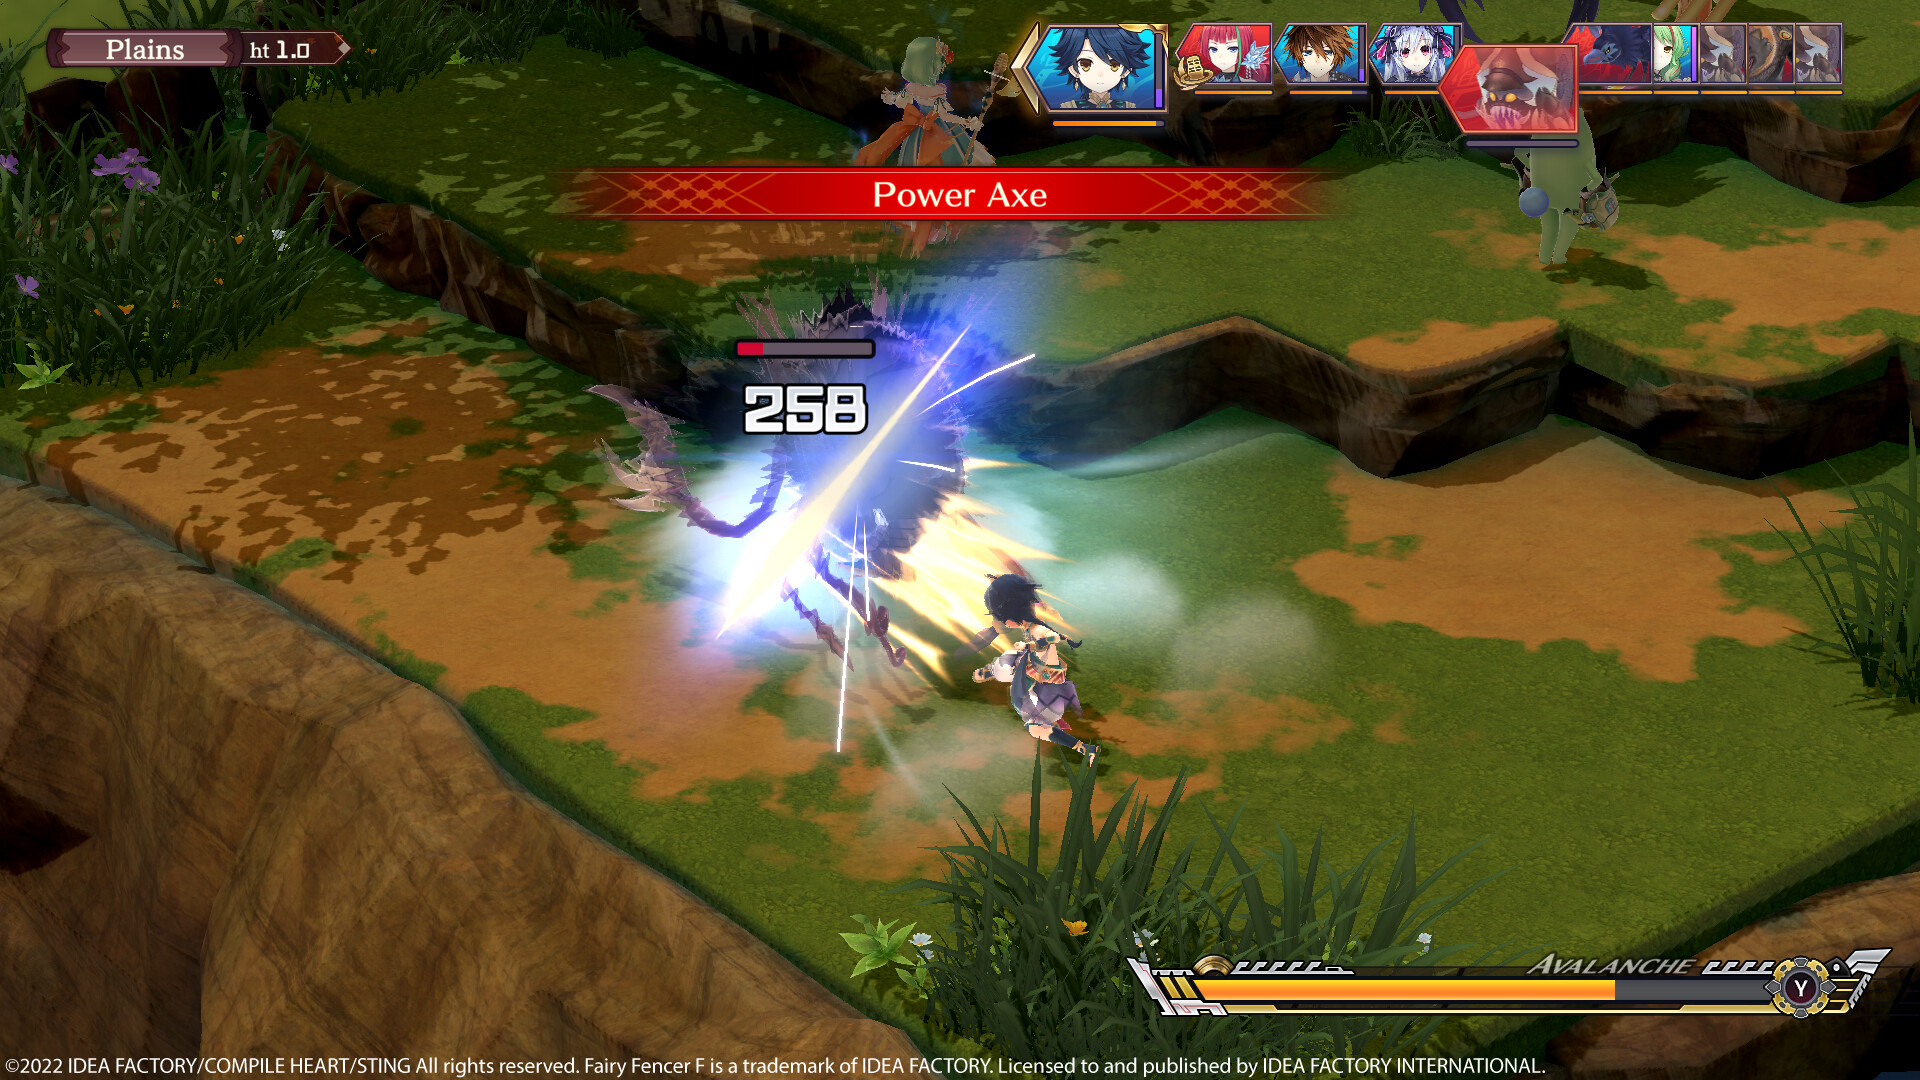 Plains
ht 1.0
Power Axe
258
AVALANCHE
Y
©2022 IDEA FACTORY/COMPILE HEART/STING All rights reserved. Fairy Fencer F is a trademark of IDEA FACTORY. Licensed to and published by IDEA FACTORY INTERNATIONAL.